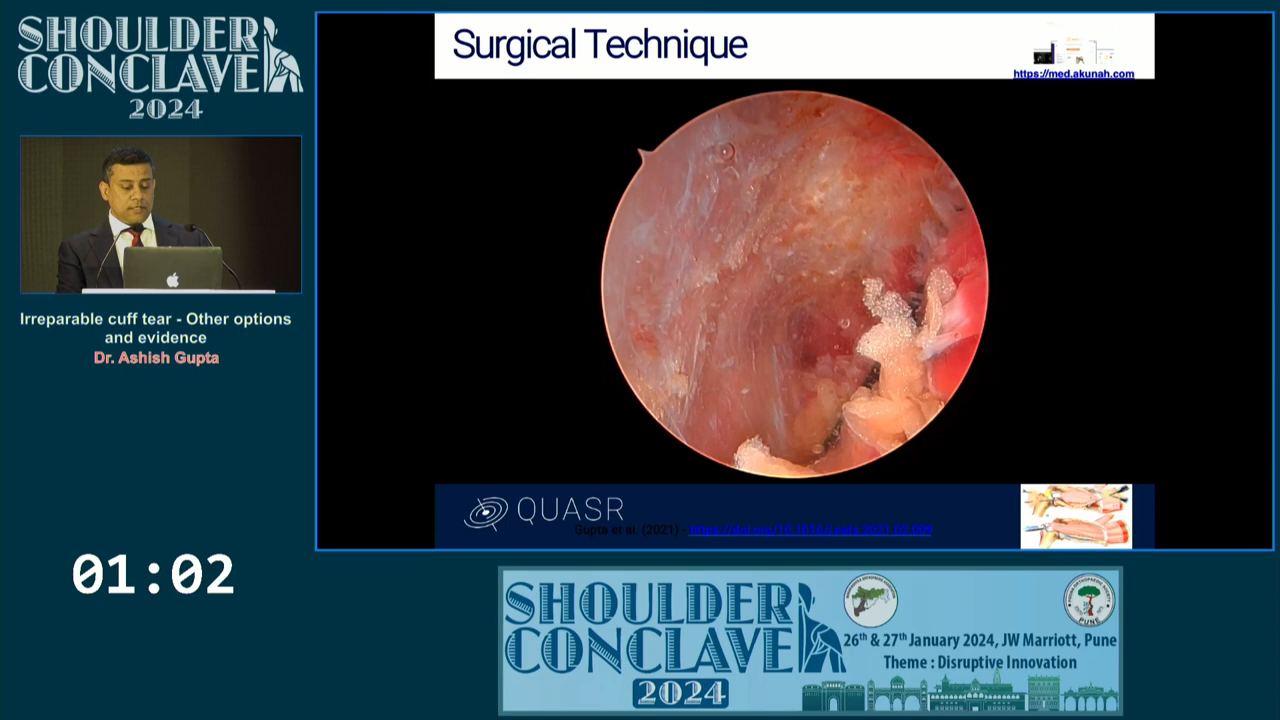 SHOULDER
CONCLAVE
2024
Irreparable cuff tear - Other options
and evidence
Dr. Ashish Gupta
01:02
Surgical Technique
https://med.akunah.com
QUASR
Gupta et al. (2021) - https://doi.org/10.1016/j.eats.2021.02.009
SHOULDER
CONCLAVE
2024
26th & 27th January 2024, JW Marriott, Pune
Theme : Disruptive Innovation
PUNE